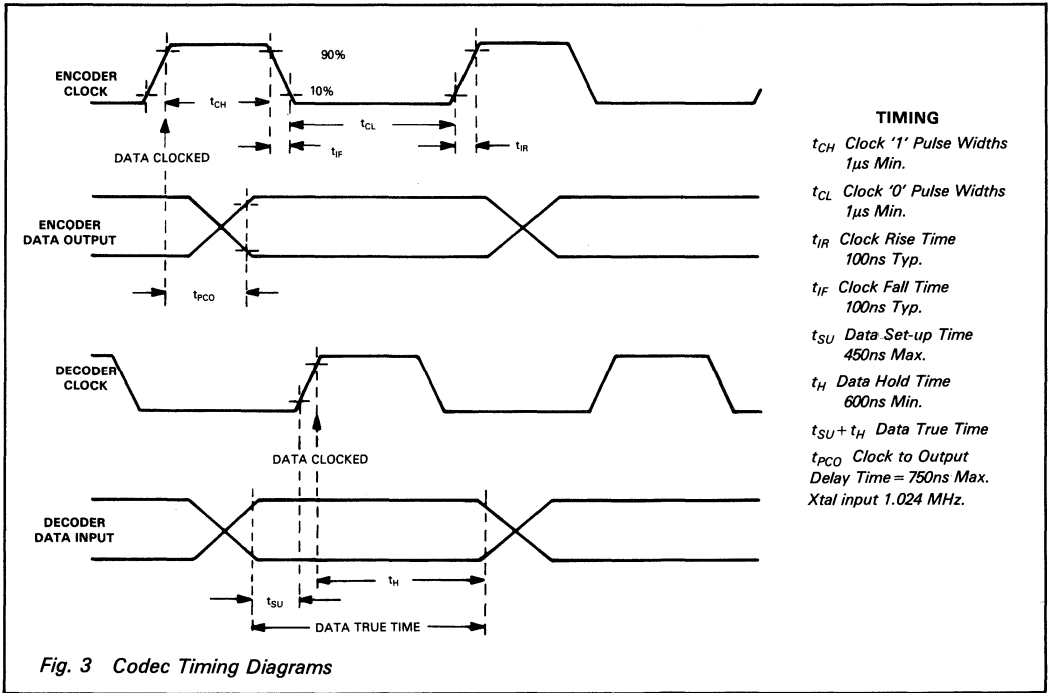 90%
ENCODER
CLOCK
10%
tCH
tCL
DATA CLOCKED
tIF
tIR
ENCODER
DATA OUTPUT
tPCO
DECODER
CLOCK
DATA CLOCKED
DECODER
DATA INPUT
tH
tSU
DATA TRUE TIME
TIMING
tCH Clock '1' Pulse Widths
1µs Min.
tCL Clock '0' Pulse Widths
1µs Min.
tIR Clock Rise Time
100ns Typ.
tIF Clock Fall Time
100ns Typ.
tSU Data Set-up Time
450ns Max.
tH Data Hold Time
600ns Min.
tSU + tH Data True Time
tPCO Clock to Output
Delay Time = 750ns Max.
Xtal input 1.024 MHz.
Fig. 3 Codec Timing Diagrams